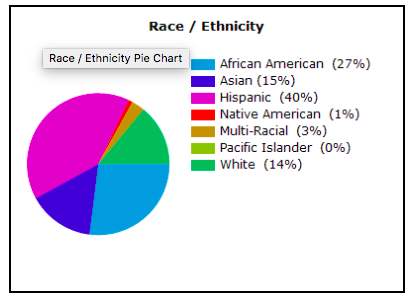 Race / Ethnicity
Race / Ethnicity Pie Chart
African American (27%)
Asian (15%)
Hispanic (40%)
Native American (1%)
Multi-Racial (3%)
Pacific Islander (0%)
White (14%)